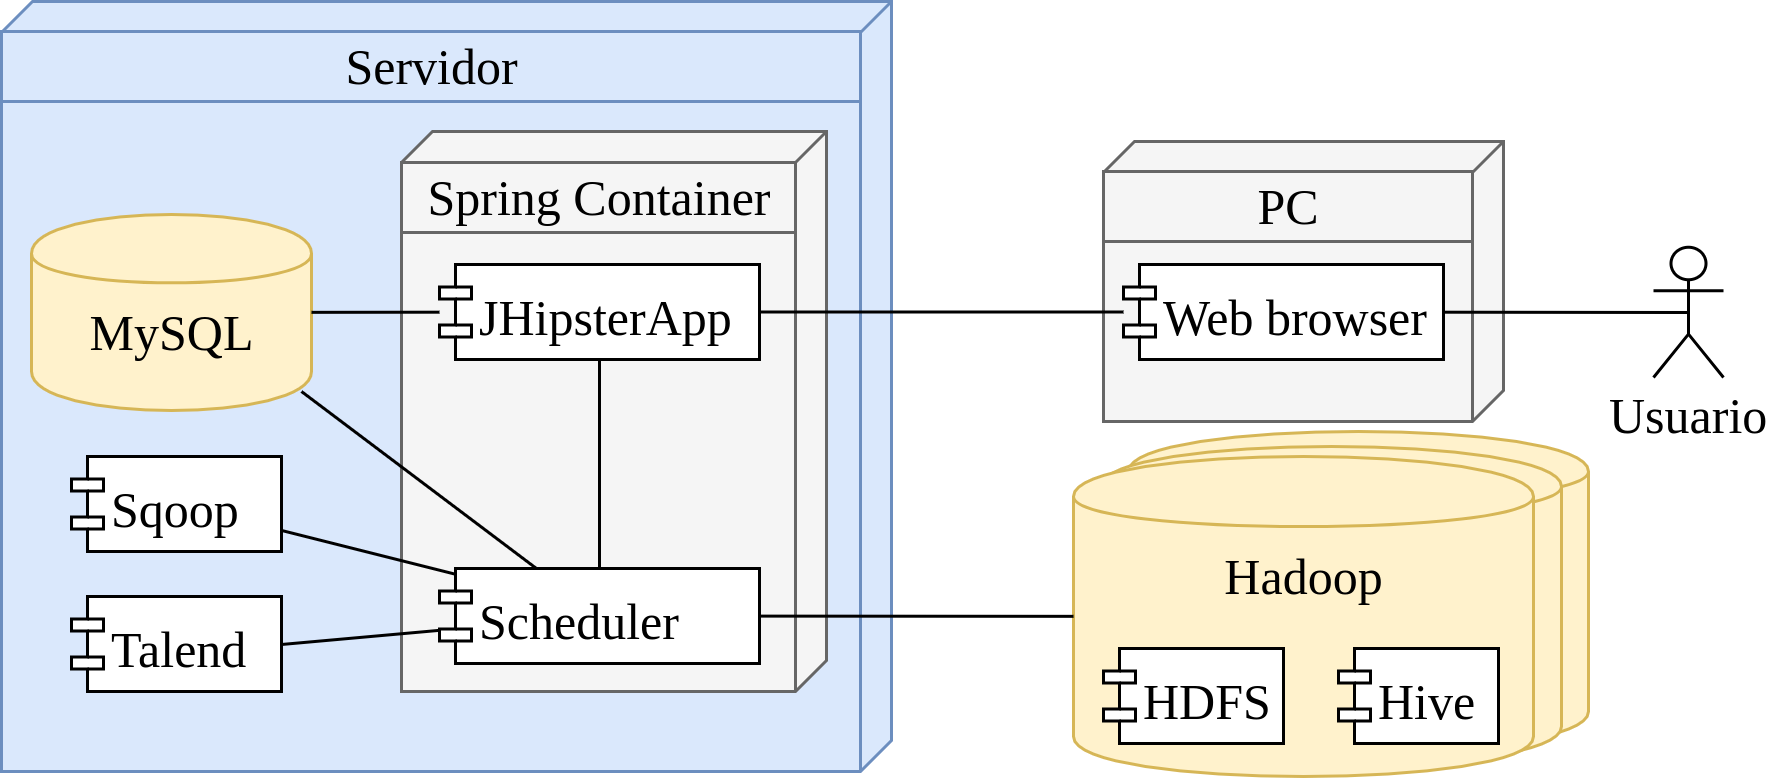 Servidor
Spring Container
MySQL
JHipsterApp
Sqoop
Talend
Scheduler
PC
Web browser
Usuario
Hadoop
HDFS
Hive